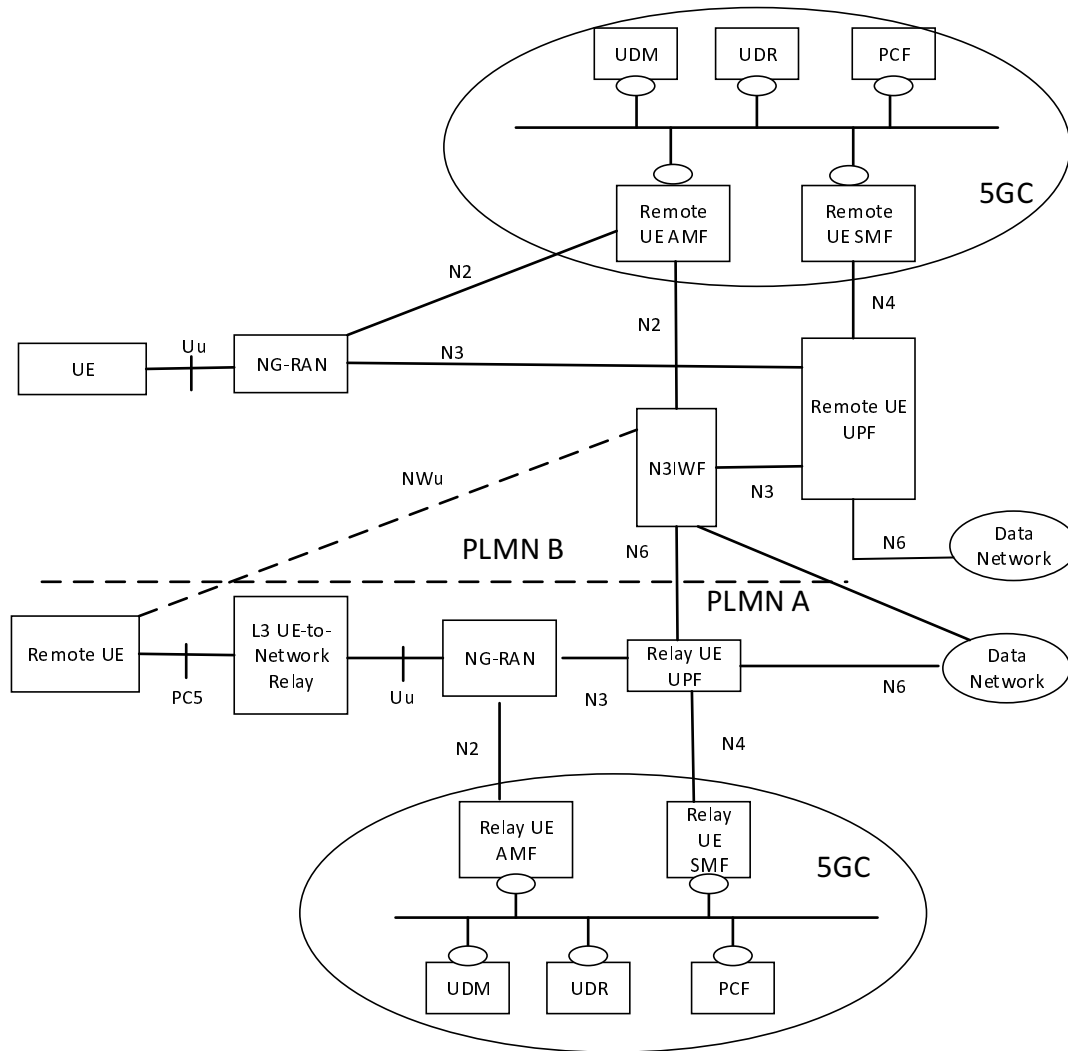 UDM
UDR
PCF
5GC
Remote
UE AMF
Remote
UE SMF
N2
N4
N2
Uu
UE
NG-RAN
N3
Remote UE
UPF
N3IWF
NWu
N3
Data
Network
N6
PLMN B
N6
PLMN A
L3 UE-to-
Network
Relay
Remote UE
NG-RAN
Relay UE
UPF
Data
Network
PC5
Uu
N3
N6
N2
N4
Relay UE
AMF
Relay
UE
SMF
5GC
UDM
UDR
PCF